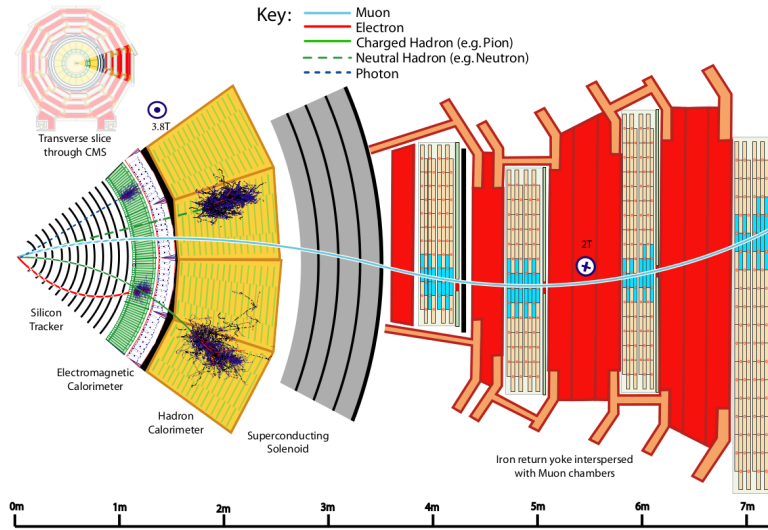 Key:
Muon
Electron
Charged Hadron (e.g. Pion)
Neutral Hadron (e.g. Neutron)
Photon
Transverse slice
through CMS
3.8T
2T
Silicon
Tracker
Electromagnetic
Calorimeter
Hadron
Calorimeter
Superconducting
Solenoid
Iron return yoke interspersed
with Muon chambers
0m 1m 2m 3m 4m 5m 6m 7m